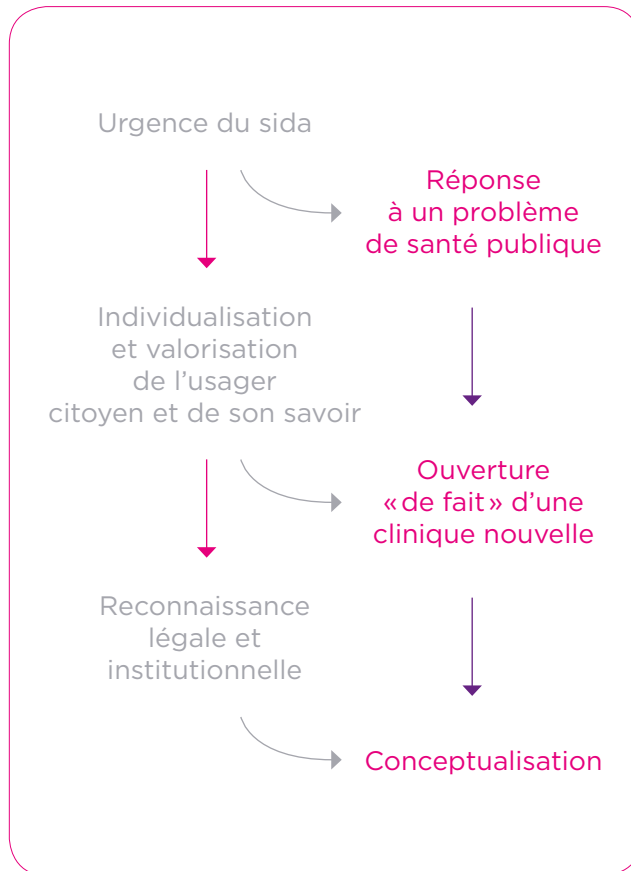 Urgence du sida
Réponse
à un problème
de santé publique
Individualisation
et valorisation
de l’usager
citoyen et de son savoir
Ouverture
« de fait » d’une
clinique nouvelle
Reconnaissance
légale et
institutionnelle
Conceptualisation